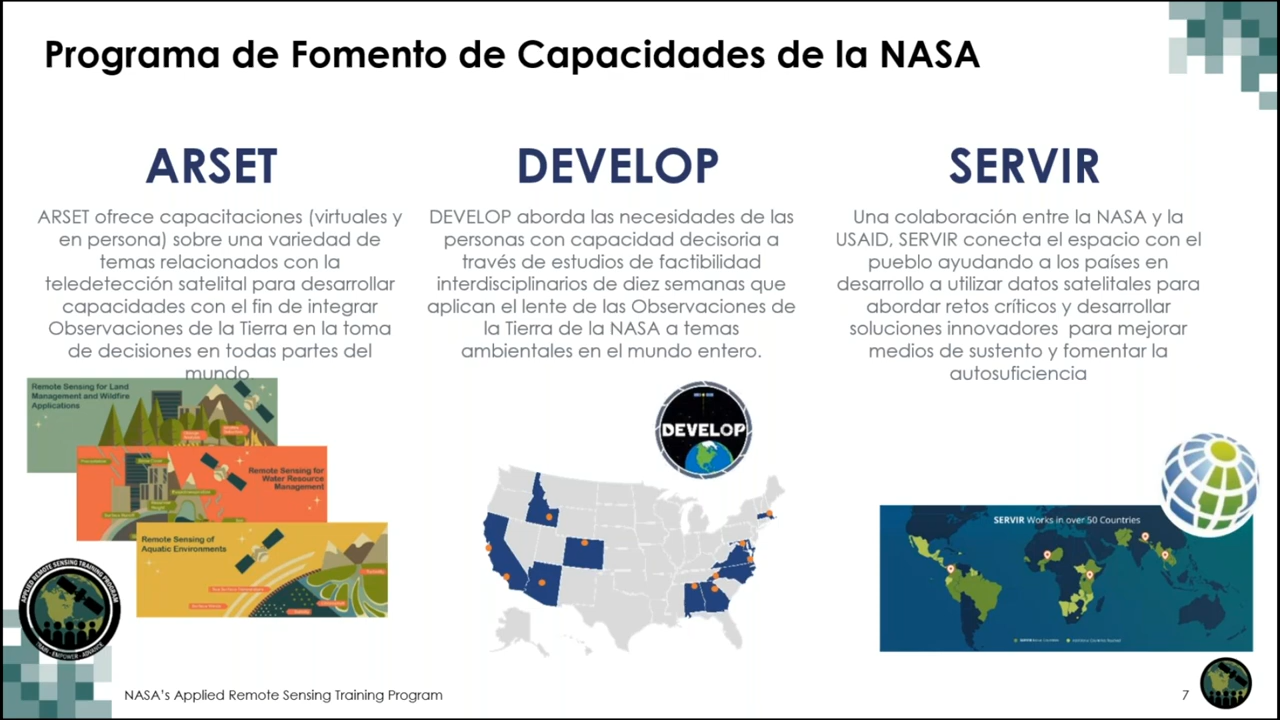 Programa de Fomento de Capacidades de la NASA
ARSET
ARSET ofrece capacitaciones (virtuales y
en persona) sobre una variedad de
temas relacionados con la
teledetección satelital para desarrollar
capacidades con el fin de integrar
Observaciones de la Tierra en la toma
de decisiones en todas partes del
mundo
Remote Sensing for Land
Management and Wildfire
Applications
Remote Sensing for
Water Resource
Management
Remote Sensing of
Aquatic Environments
APPLIED REMOTE SENSING TRAINING PROGRAM
TRAIN · EMPOWER · ADVANCE
DEVELOP
DEVELOP aborda las necesidades de las
personas con capacidad decisoria a
través de estudios de factibilidad
interdisciplinarios de diez semanas que
aplican el lente de las Observaciones de
la Tierra de la NASA a temas
ambientales en el mundo entero.
DEVELOP
SERVIR
Una colaboración entre la NASA y la
USAID, SERVIR conecta el espacio con el
pueblo ayudando a los países en
desarrollo a utilizar datos satelitales para
abordar retos críticos y desarrollar
soluciones innovadores para mejorar
medios de sustento y fomentar la
autosuficiencia
SERVIR Works in over 50 Countries
NASA's Applied Remote Sensing Training Program
7